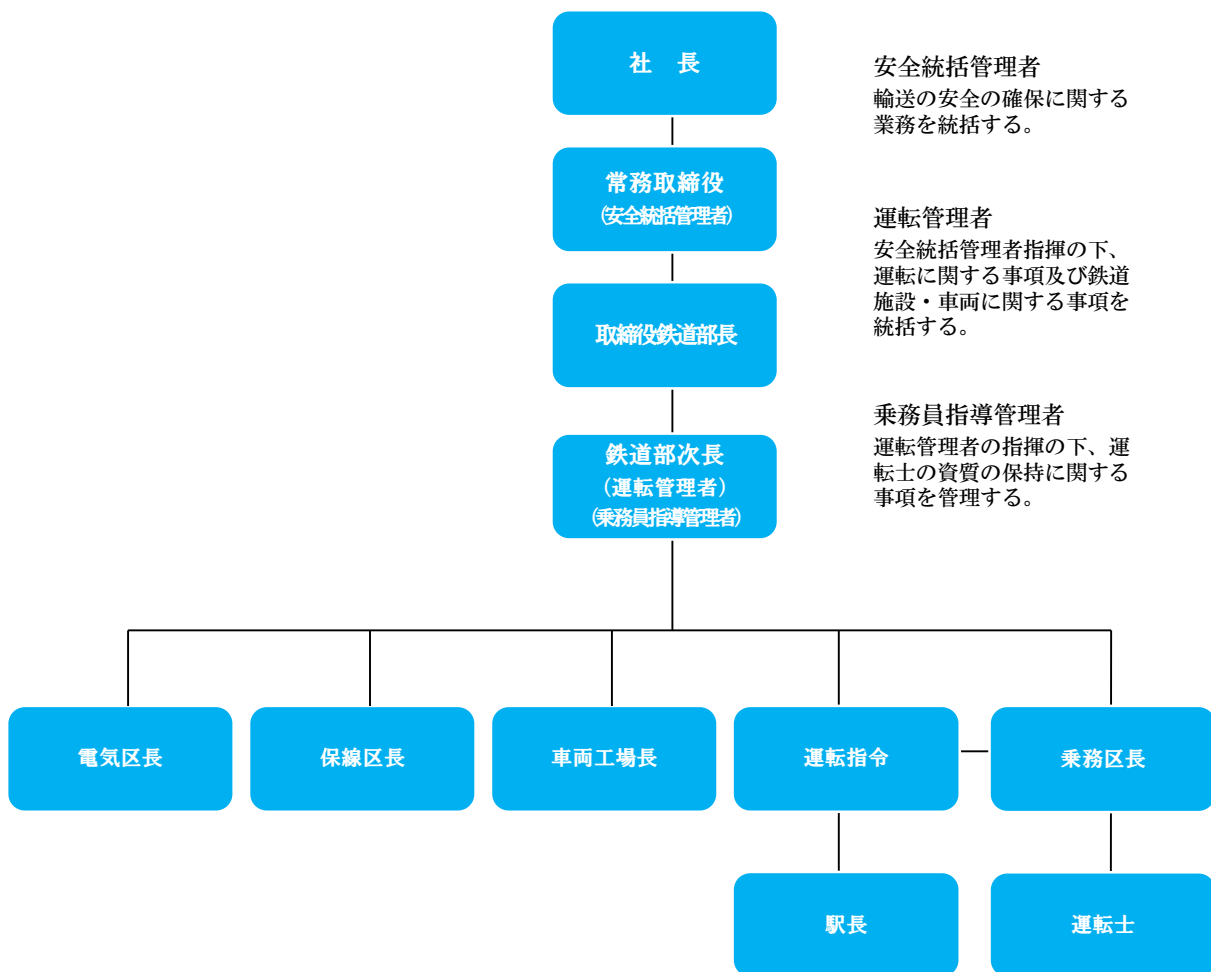 社　長
安全統括管理者
輸送の安全の確保に関する
業務を統括する。
常務取締役
(安全統括管理者)
運転管理者
安全統括管理者指揮の下、
運転に関する事項及び鉄道
施設・車両に関する事項を
統括する。
取締役鉄道部長
乗務員指導管理者
運転管理者の指揮の下、運
転士の資質の保持に関する
事項を管理する。
鉄道部次長
(運転管理者)
(乗務員指導管理者)
電気区長
保線区長
車両工場長
運転指令
乗務区長
駅長
運転士